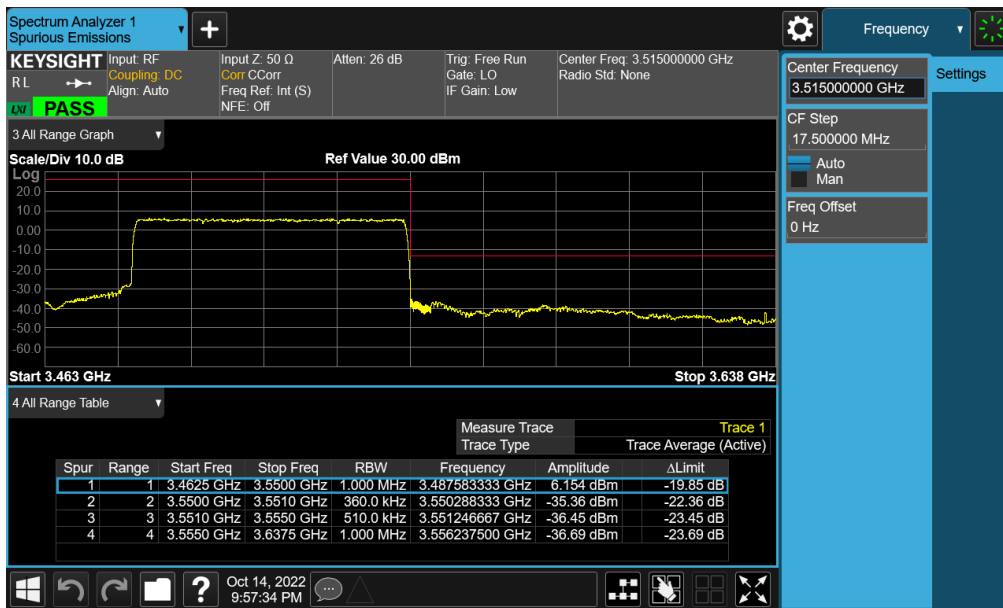 Spectrum Analyzer 1
Spurious Emissions
Frequency
KEYSIGHT
R L
LXI PASS
Input: RF
Coupling: DC
Align: Auto
Input Z: 50 Ω
Corr CCorr
Freq Ref: Int (S)
NFE: Off
Atten: 26 dB
Trig: Free Run
Gate: LO
IF Gain: Low
Center Freq: 3.515000000 GHz
Radio Std: None
Center Frequency
3.515000000 GHz
Settings
CF Step
17.500000 MHz
Auto
Man
Freq Offset
0 Hz
3 All Range Graph
Scale/Div 10.0 dB Ref Value 30.00 dBm
Log
20.0
10.0
0.00
-10.0
-20.0
-30.0
-40.0
-50.0
-60.0
Start 3.463 GHz Stop 3.638 GHz
4 All Range Table
Measure Trace Trace 1
Trace Type Trace Average (Active)
Spur Range Start Freq Stop Freq RBW Frequency Amplitude ΔLimit
1 1 3.4625 GHz 3.5500 GHz 1.000 MHz 3.487583333 GHz 6.154 dBm -19.85 dB
2 2 3.5500 GHz 3.5510 GHz 360.0 kHz 3.550288333 GHz -35.36 dBm -22.36 dB
3 3 3.5510 GHz 3.5550 GHz 510.0 kHz 3.551246667 GHz -36.45 dBm -23.45 dB
4 4 3.5550 GHz 3.6375 GHz 1.000 MHz 3.556237500 GHz -36.69 dBm -23.69 dB
?
Oct 14, 2022
9:57:34 PM